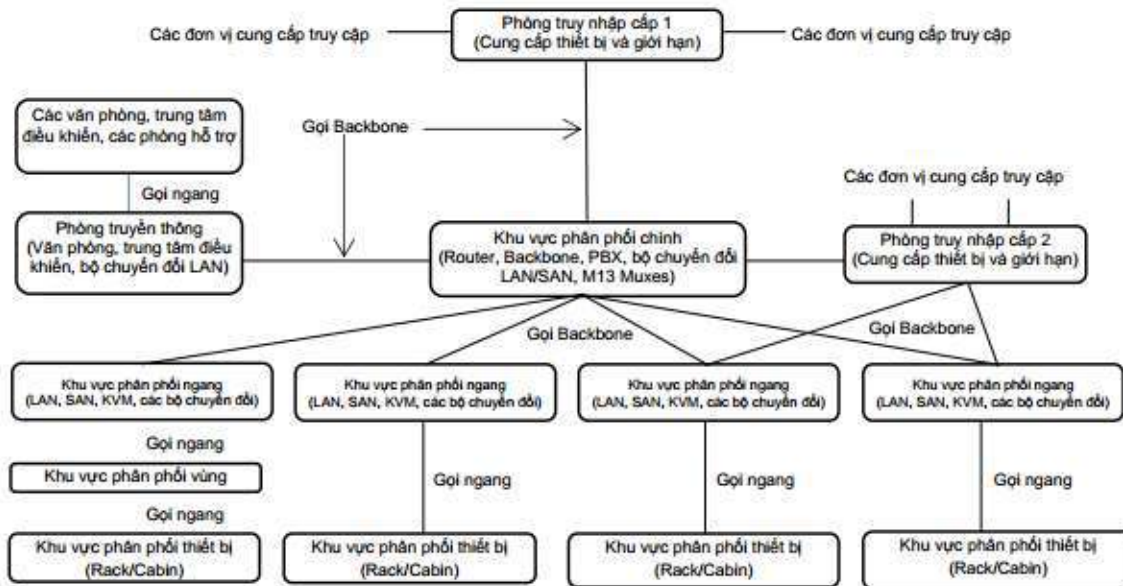 Phòng truy nhập cấp 1
(Cung cấp thiết bị và giới hạn)
Các đơn vị cung cấp truy cập
Các đơn vị cung cấp truy cập
Các văn phòng, trung tâm
điều khiển, các phòng hỗ trợ
Gọi Backbone
Gọi ngang
Các đơn vị cung cấp truy cập
Phòng truyền thông
(Văn phòng, trung tâm điều
khiển, bộ chuyển đổi LAN)
Khu vực phân phối chính
(Router, Backbone, PBX, bộ chuyển đổi
LAN/SAN, M13 Muxes)
Phòng truy nhập cấp 2
(Cung cấp thiết bị và giới hạn)
Gọi Backbone
Gọi Backbone
Khu vực phân phối ngang
(LAN, SAN, KVM, các bộ chuyển đổi)
Khu vực phân phối ngang
(LAN, SAN, KVM, các bộ chuyển đổi)
Khu vực phân phối ngang
(LAN, SAN, KVM, các bộ chuyển đổi)
Khu vực phân phối ngang
(LAN, SAN, KVM, các bộ chuyển đổi)
Gọi ngang
Khu vực phân phối vùng
Gọi ngang
Gọi ngang
Gọi ngang
Gọi ngang
Khu vực phân phối thiết bị
(Rack/Cabin)
Khu vực phân phối thiết bị
(Rack/Cabin)
Khu vực phân phối thiết bị
(Rack/Cabin)
Khu vực phân phối thiết bị
(Rack/Cabin)